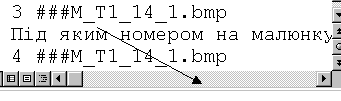 3 ###M_T1_14_1.bmp
Під яким номером на малюнку
4 ###M_T1_14_1.bmp